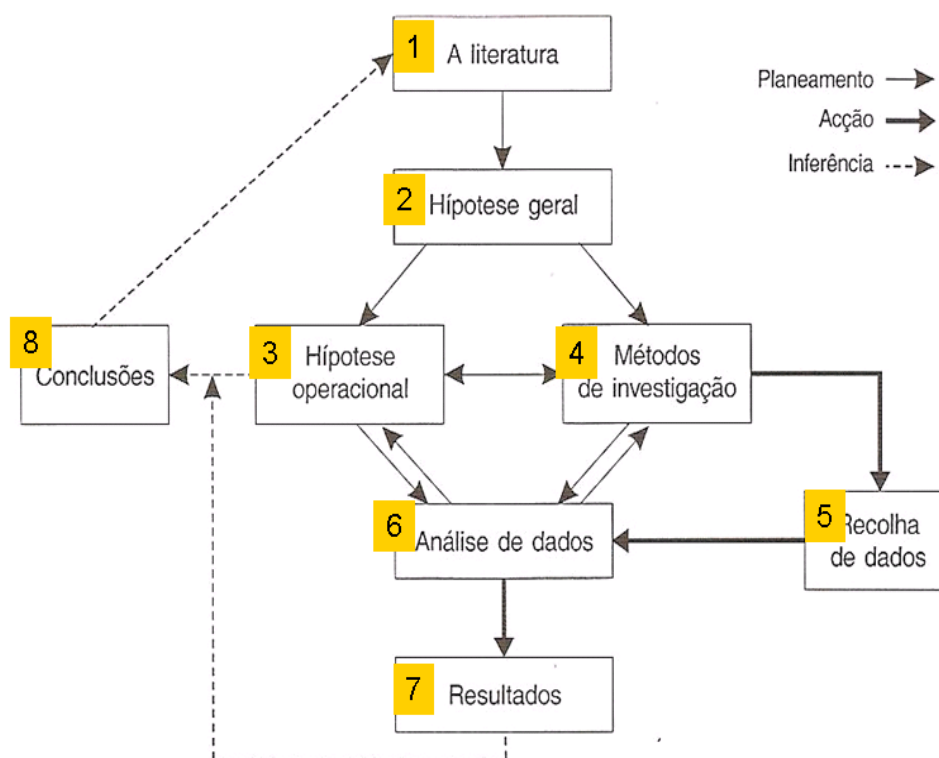 1
A literatura
Planeamento
Acção
Inferência
2
Hípotese geral
8
Conclusões
3
Hípotese
operacional
4
Métodos
de investigação
5
Recolha
de dados
6
Análise de dados
7
Resultados